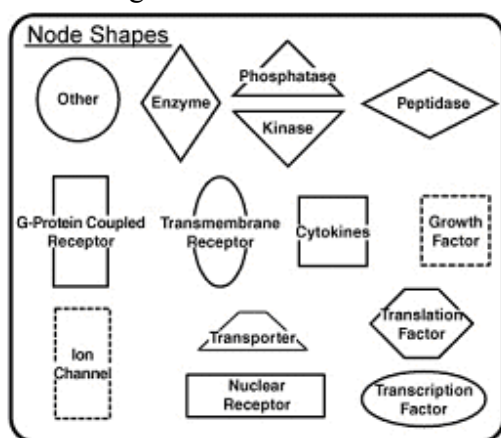 Node Shapes
Other
Enzyme
Phosphatase
Kinase
Peptidase
G-Protein Coupled
Receptor
Transmembrane
Receptor
Cytokines
Growth
Factor
Ion
Channel
Transporter
Nuclear
Receptor
Translation
Factor
Transcription
Factor